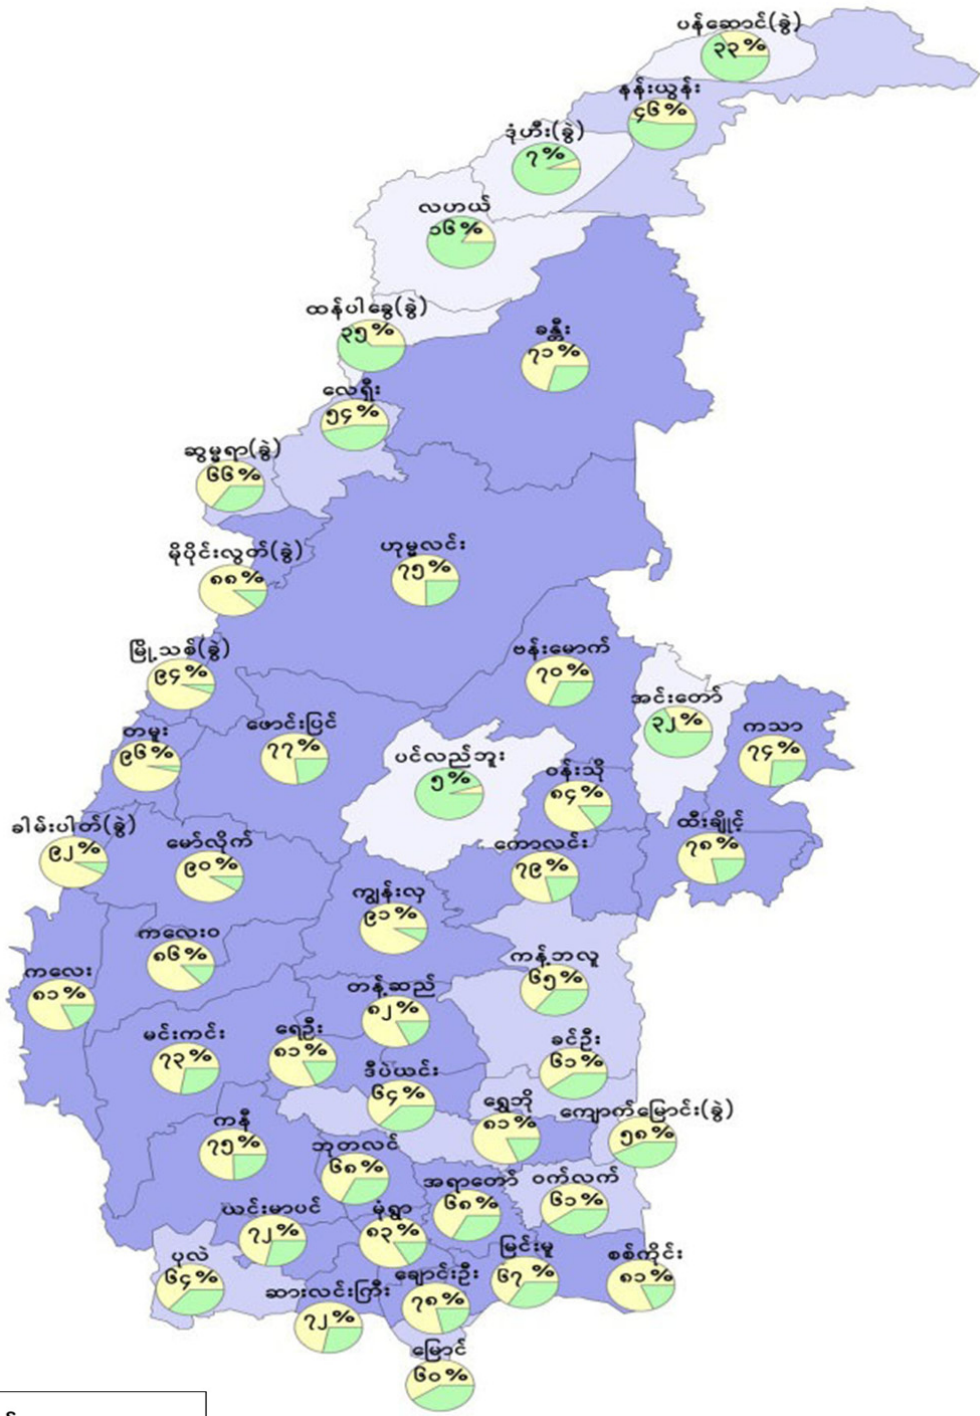 ပန်ဆောင်(ခွဲ)
၃၃%
နန်းယွန်း
၄၆%
ဒုံဟီး(ခွဲ)
၇%
လဟယ်
၁၆%
ထန်ပါခွေ(ခွဲ)
၃၅%
ခန္တီး
၇၁%
လေရှီး
၅၄%
ဆွမ္မရာ(ခွဲ)
၆၆%
မိုပိုင်းလွတ်(ခွဲ)
၈၈%
ဟုမ္မလင်း
၇၅%
မြို့သစ်(ခွဲ)
၉၄%
ဗန်းမောက်
၇၀%
အင်းတော်
၃၂%
တမူး
၉၆%
ဖောင်းပြင်
၇၇%
ကသာ
၇၄%
ပင်လည်ဘူး
၅%
ဝန်းသို
၈၄%
ခါမ်းပါတ်(ခွဲ)
၉၂%
မော်လိုက်
၉၀%
ထီးချိုင့်
၇၈%
ကောလင်း
၇၉%
ကျွန်းလှ
၉၁%
ကလေးဝ
၈၆%
ကန့်ဘလူ
၆၅%
ကလေး
၈၁%
တန့်ဆည်
၈၂%
မင်းကင်း
၇၃%
ရေဦး
၈၁%
ခင်ဦး
၆၁%
ဒီပဲယင်း
၆၄%
ရွှေဘို
၈၁%
ကျောက်မြောင်း(ခွဲ)
၅၈%
ကနီ
၇၅%
ဘုတလင်
၆၈%
အရာတော်
၆၈%
ဝက်လက်
၆၁%
ယင်းမာပင်
၇၂%
မုံရွာ
၈၃%
ပုလဲ
၆၄%
မြင်းမူ
၆၇%
စစ်ကိုင်း
၈၁%
ဆားလင်းကြီး
၇၂%
ချောင်းဦး
၇၈%
မြောင်
၆၀%